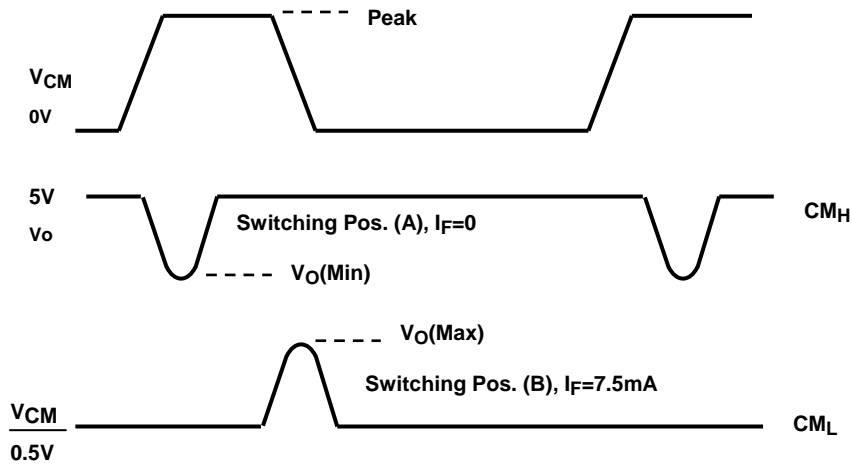 Peak
VCM
0V
5V
Vo
Switching Pos. (A), IF=0
CMH
VO(Min)
VO(Max)
Switching Pos. (B), IF=7.5mA
VCM
0.5V
CML